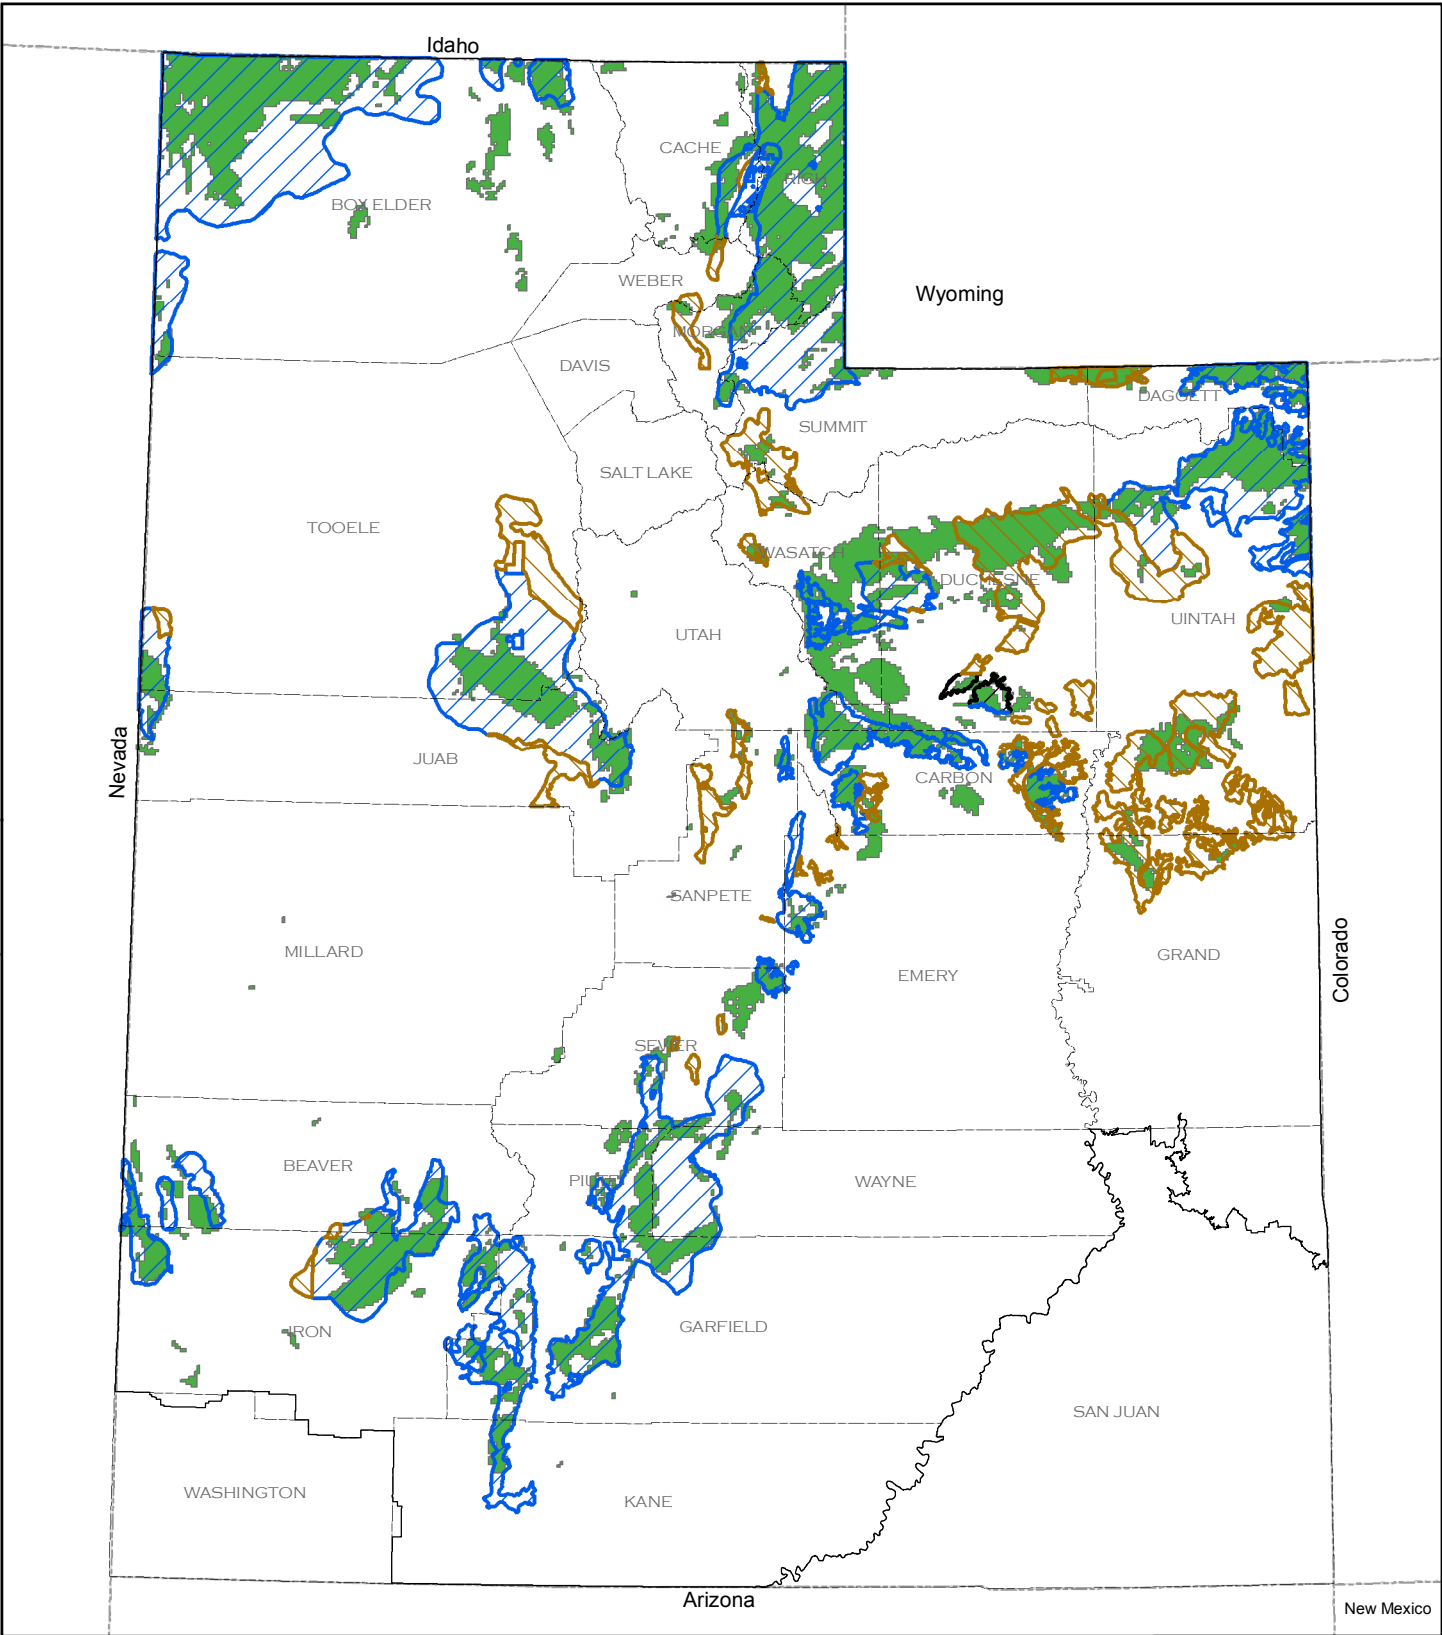 Idaho
CACHE
RICH
BOX ELDER
WEBER
Wyoming
MORGAN
DAVIS
DAGGETT
SUMMIT
SALT LAKE
TOOELE
WASATCH
DUCHESNE
UINTAH
UTAH
Nevada
JUAB
CARBON
SANPETE
MILLARD
GRAND
Colorado
EMERY
SEVIER
BEAVER
PIUTE
WAYNE
GARFIELD
IRON
SAN JUAN
WASHINGTON
KANE
Arizona
New Mexico